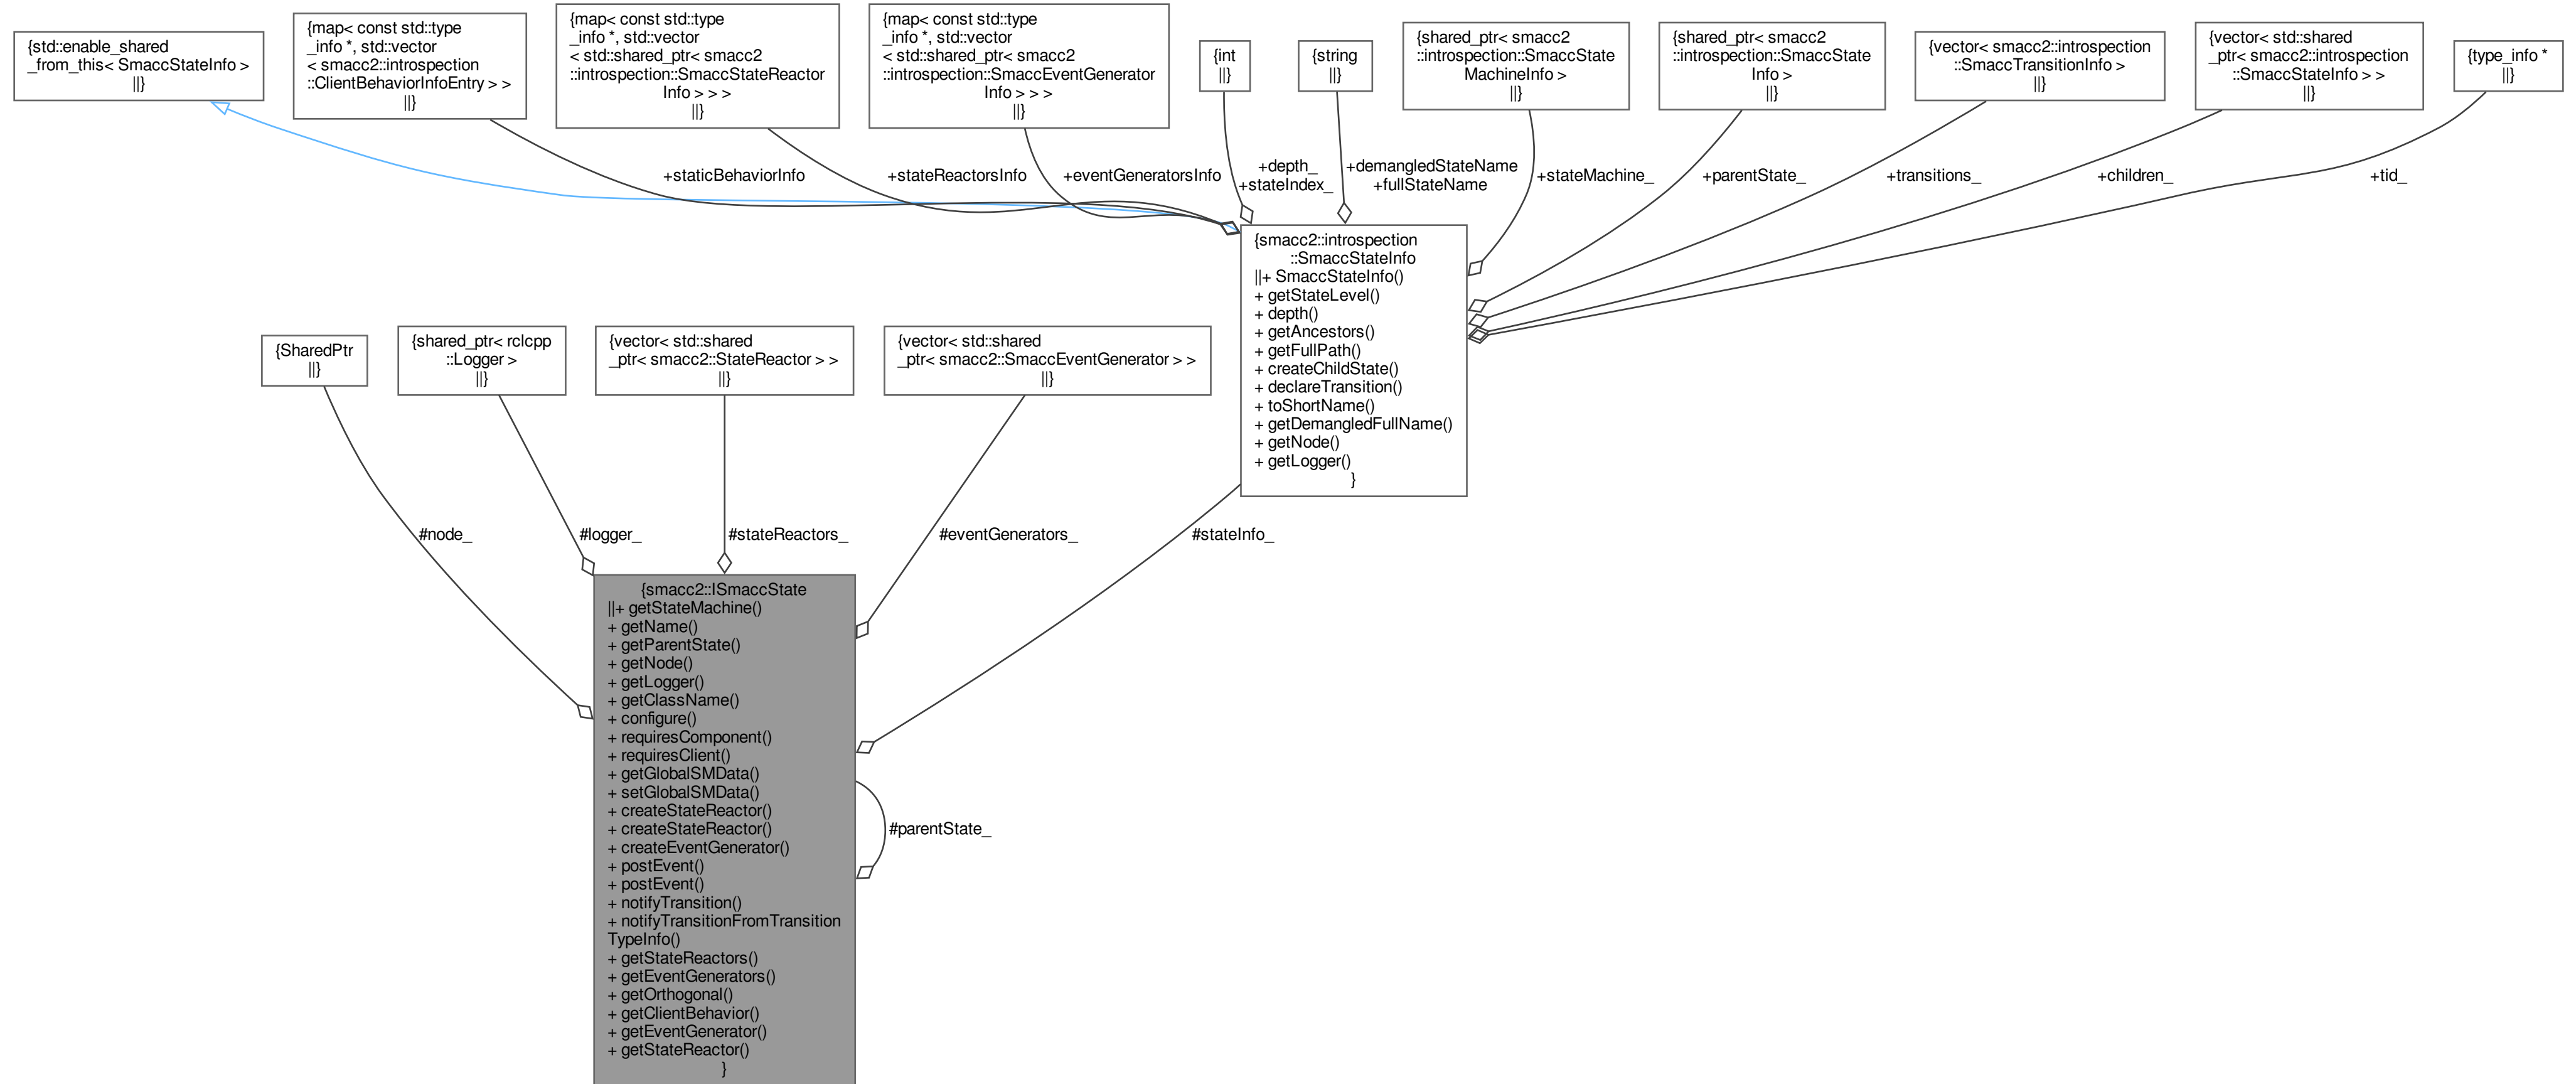 {std::enable_shared
_from_this< SmaccStateInfo >
||}
{map< const std::type
_info *, std::vector
< smacc2::introspection
::ClientBehaviorInfoEntry > >
||}
{map< const std::type
_info *, std::vector
< std::shared_ptr< smacc2
::introspection::SmaccStateReactor
Info > > >
||}
{map< const std::type
_info *, std::vector
< std::shared_ptr< smacc2
::introspection::SmaccEventGenerator
Info > > >
||}
{int
||}
{string
||}
{shared_ptr< smacc2
::introspection::SmaccState
MachineInfo >
||}
{shared_ptr< smacc2
::introspection::SmaccState
Info >
||}
{vector< smacc2::introspection
::SmaccTransitionInfo >
||}
{vector< std::shared
_ptr< smacc2::introspection
::SmaccStateInfo > >
||}
{type_info *
||}
+staticBehaviorInfo
+stateReactorsInfo
+eventGeneratorsInfo
+depth_
+stateIndex_
+demangledStateName
+fullStateName
+stateMachine_
+parentState_
+transitions_
+children_
+tid_
{smacc2::introspection
::SmaccStateInfo
||+ SmaccStateInfo()
+ getStateLevel()
+ depth()
+ getAncestors()
+ getFullPath()
+ createChildState()
+ declareTransition()
+ toShortName()
+ getDemangledFullName()
+ getNode()
+ getLogger()
}
{SharedPtr
||}
{shared_ptr< rclcpp
::Logger >
||}
{vector< std::shared
_ptr< smacc2::StateReactor > >
||}
{vector< std::shared
_ptr< smacc2::SmaccEventGenerator > >
||}
#node_
#logger_
#stateReactors_
#eventGenerators_
#stateInfo_
{smacc2::ISmaccState
||+ getStateMachine()
+ getName()
+ getParentState()
+ getNode()
+ getLogger()
+ getClassName()
+ configure()
+ requiresComponent()
+ requiresClient()
+ getGlobalSMData()
+ setGlobalSMData()
+ createStateReactor()
+ createStateReactor()
+ createEventGenerator()
+ postEvent()
+ postEvent()
+ notifyTransition()
+ notifyTransitionFromTransition
TypeInfo()
+ getStateReactors()
+ getEventGenerators()
+ getOrthogonal()
+ getClientBehavior()
+ getEventGenerator()
+ getStateReactor()
}
#parentState_